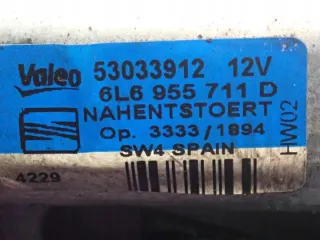 Valeo 53033912 12V
6L6 955 711 D
NAHENTSTOERT
Op. 3333/1894
SW4 SPAIN
4229
HW02